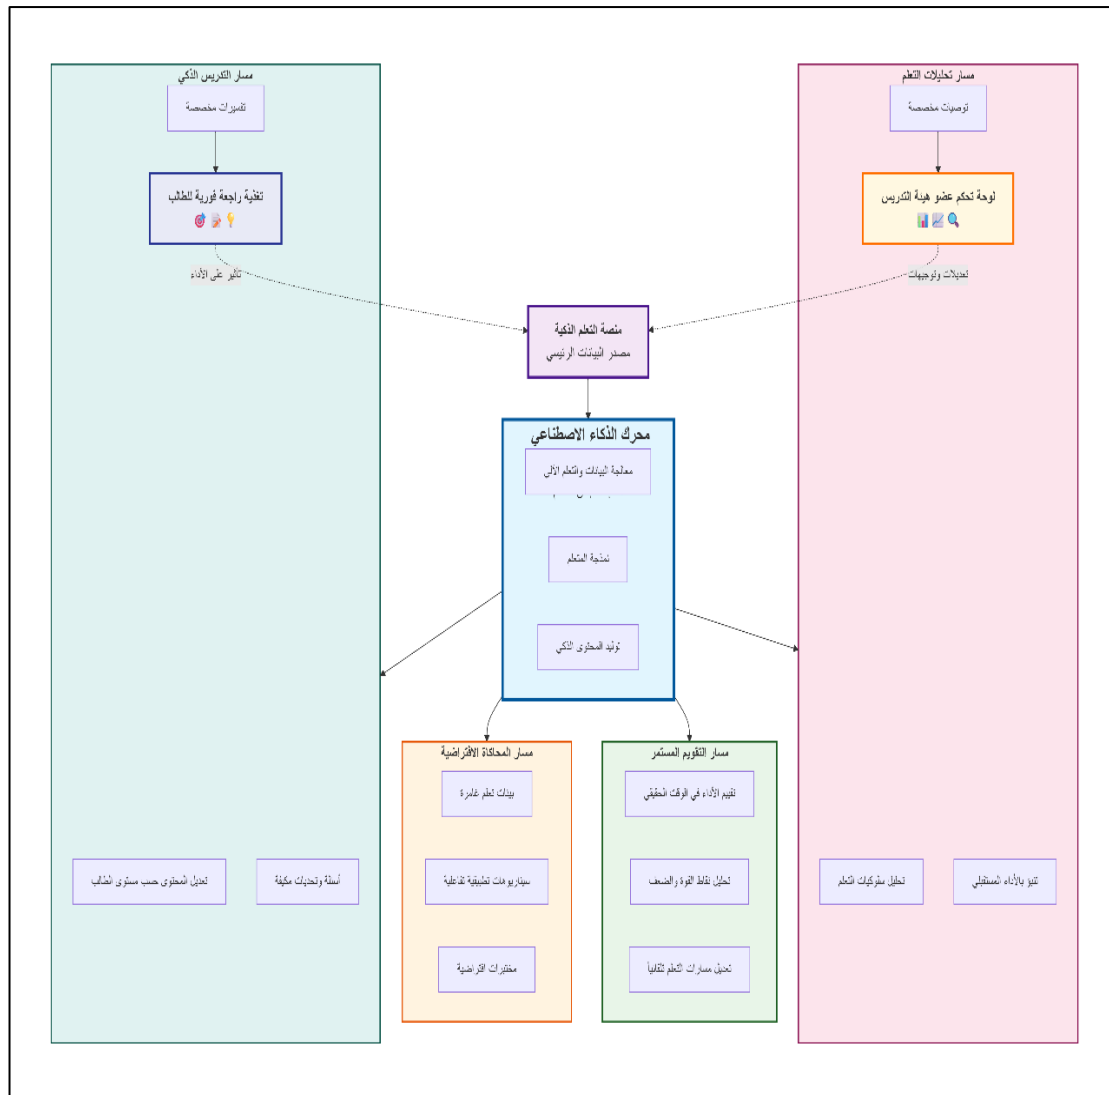 مسار التدريس الذكي
تفسيرات مخصصة
تغذية راجعة فورية للطالب
تأثير على الأداء
تعديل المحتوى حسب مستوى الطالب
أسئلة وتحديات مكيفة
مسار تحليلات التعلم
توصيات مخصصة
لوحة تحكم عضو هيئة التدريس
تعديلات وتوجيهات
تحليل سلوكيات التعلم
تنبؤ بالأداء المستقبلي
منصة التعلم الذكية
مصدر البيانات الرئيسي
محرك الذكاء الاصطناعي
معالجة البيانات والتعلم الآلي
نمذجة المتعلم
توليد المحتوى الذكي
مسار المحاكاة الافتراضية
بيئات تعلم غامرة
سيناريوهات تطبيقية تفاعلية
مختبرات افتراضية
مسار التقويم المستمر
تقييم الأداء في الوقت الحقيقي
تحليل نقاط القوة والضعف
تعديل مسارات التعلم تلقائياً